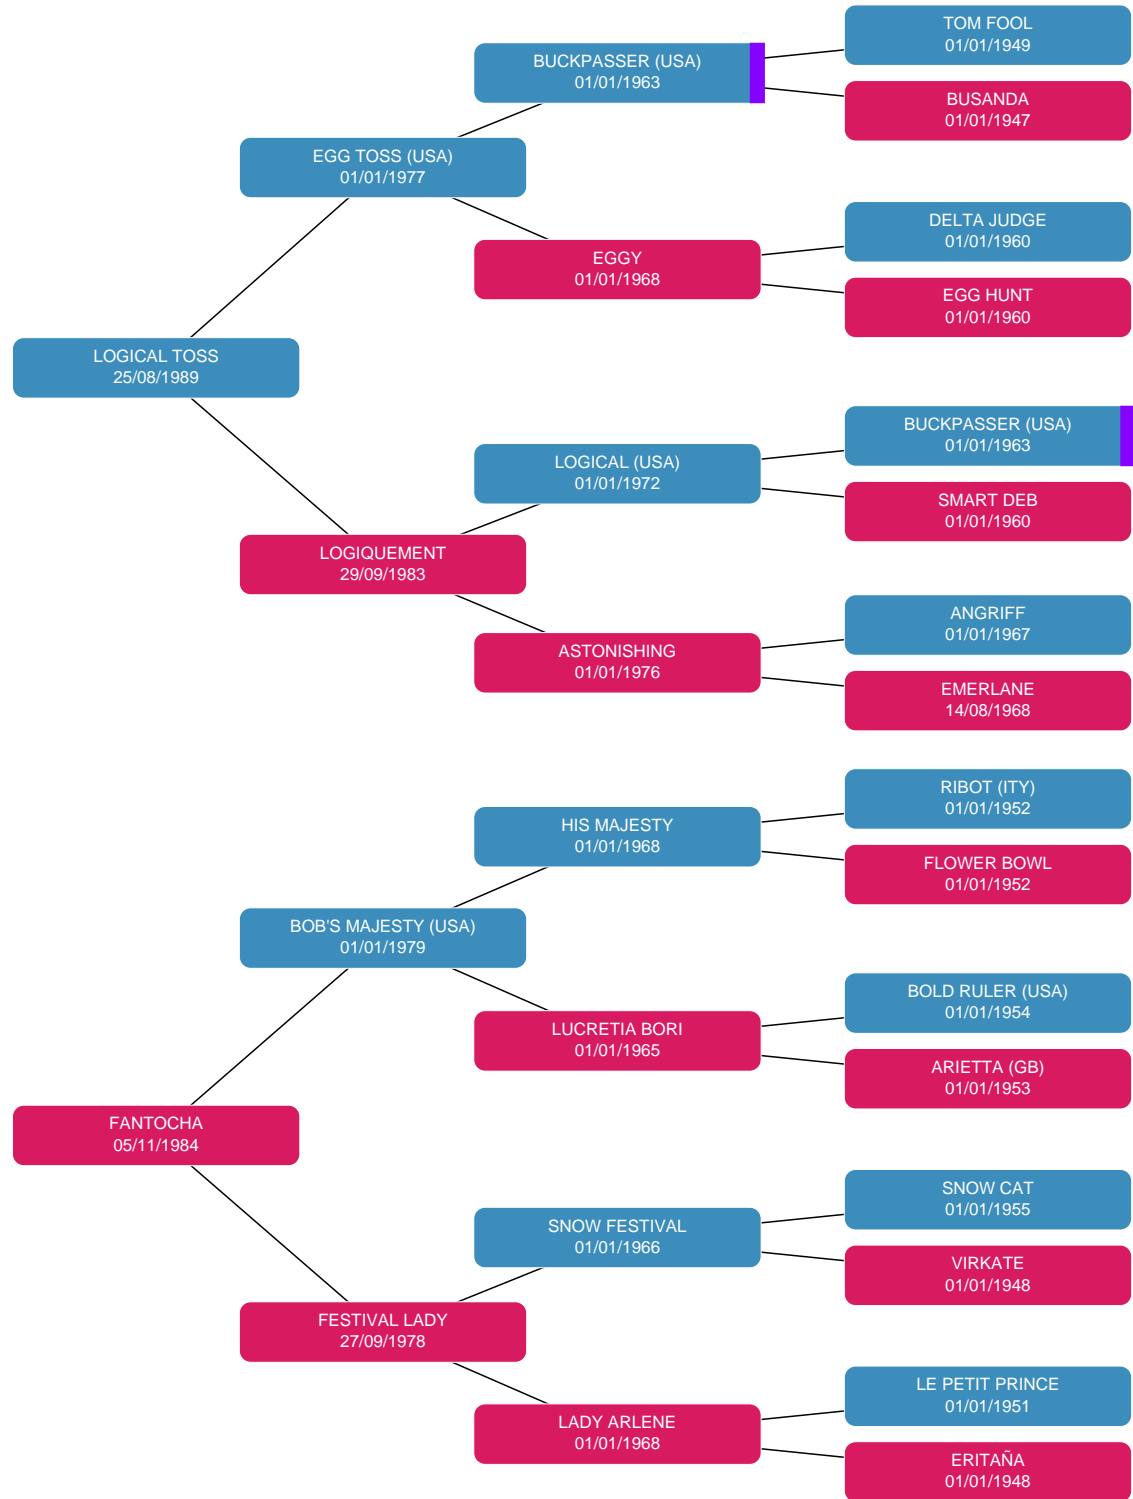 TOM FOOL
01/01/1949
BUCKPASSER (USA)
01/01/1963
BUSANDA
01/01/1947
EGG TOSS (USA)
01/01/1977
DELTA JUDGE
01/01/1960
EGGY
01/01/1968
EGG HUNT
01/01/1960
LOGICAL TOSS
25/08/1989
BUCKPASSER (USA)
01/01/1963
LOGICAL (USA)
01/01/1972
SMART DEB
01/01/1960
LOGIQUEMENT
29/09/1983
ANGRIFF
01/01/1967
ASTONISHING
01/01/1976
EMERLANE
14/08/1968
RIBOT (ITY)
01/01/1952
HIS MAJESTY
01/01/1968
FLOWER BOWL
01/01/1952
BOB'S MAJESTY (USA)
01/01/1979
BOLD RULER (USA)
01/01/1954
LUCRETIA BORI
01/01/1965
ARIETTA (GB)
01/01/1953
FANTOCHA
05/11/1984
SNOW CAT
01/01/1955
SNOW FESTIVAL
01/01/1966
VIRKATE
01/01/1948
FESTIVAL LADY
27/09/1978
LE PETIT PRINCE
01/01/1951
LADY ARLENE
01/01/1968
ERITAÑA
01/01/1948